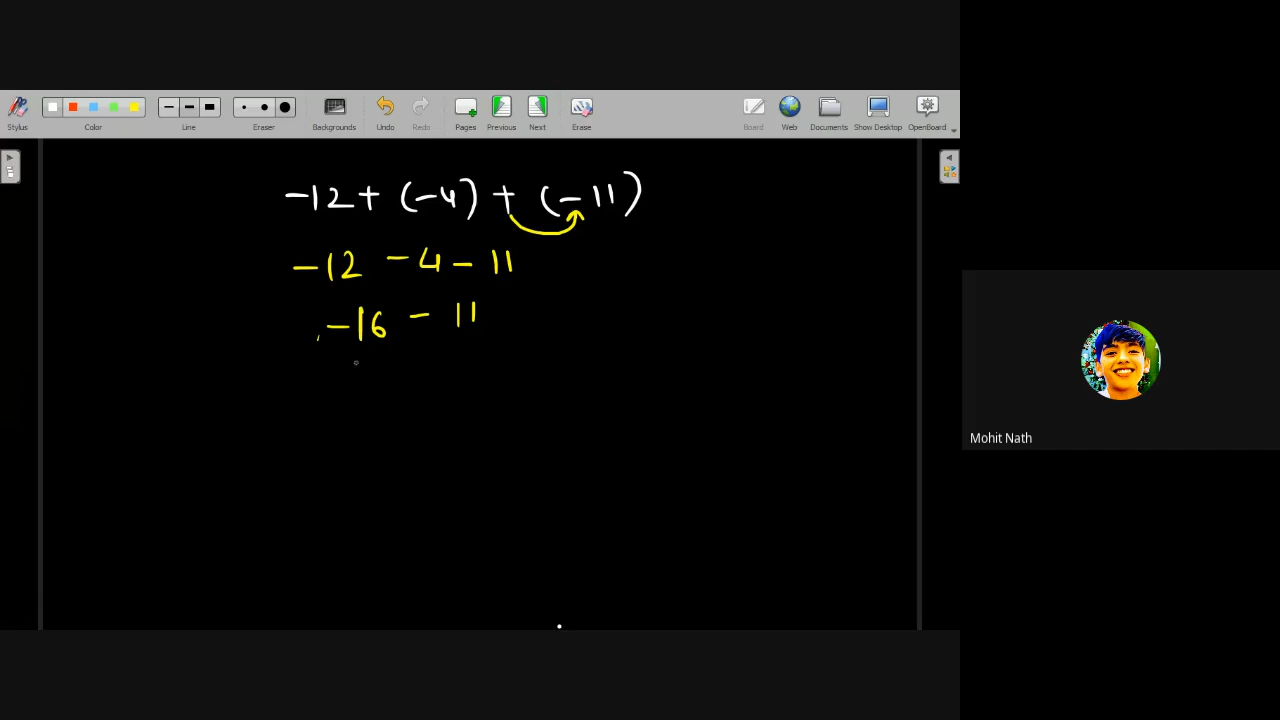 Stylus
Color
Line
Eraser
Backgrounds
Undo
Redo
Pages
Previous
Next
Erase
Board
Web
Documents
Show Desktop
OpenBoard
-12 + (-4) + (-11)
-12 -4 - 11
-16 - 11
Mohit Nath